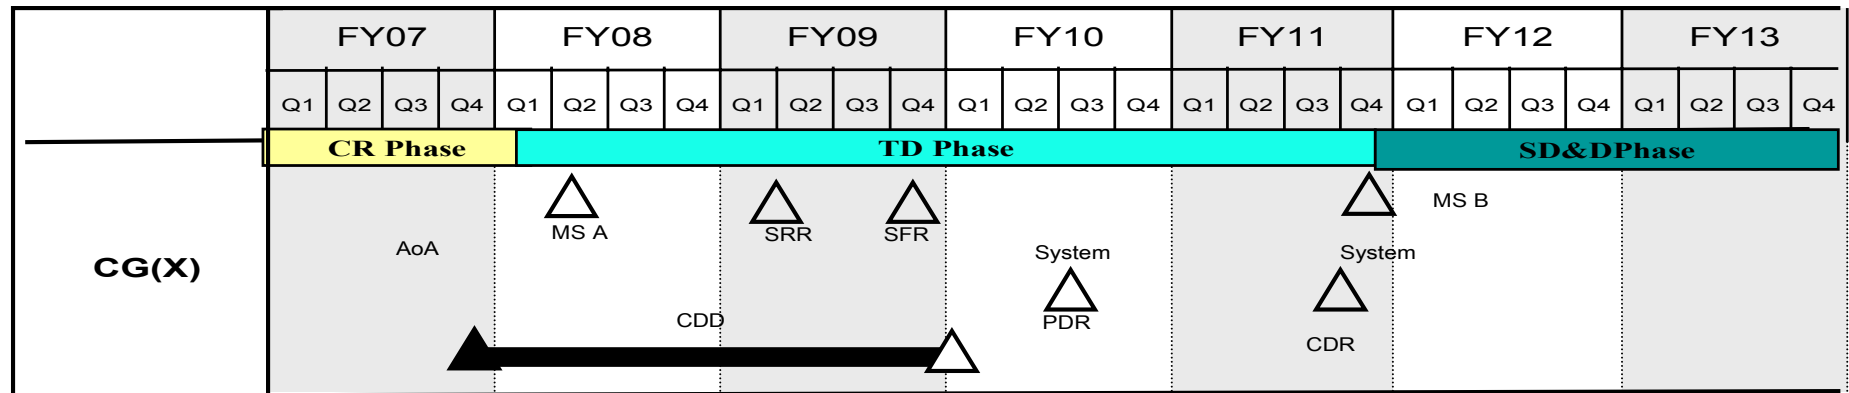 FY07 FY08 FY09 FY10 FY11 FY12 FY13
Q1 Q2 Q3 Q4 Q1 Q2 Q3 Q4 Q1 Q2 Q3 Q4 Q1 Q2 Q3 Q4 Q1 Q2 Q3 Q4 Q1 Q2 Q3 Q4 Q1 Q2 Q3 Q4
CR Phase TD Phase SD&DPhase
MS B
MS A SRR SFR
AoA System System
CG(X)
CDD PDR
CDR